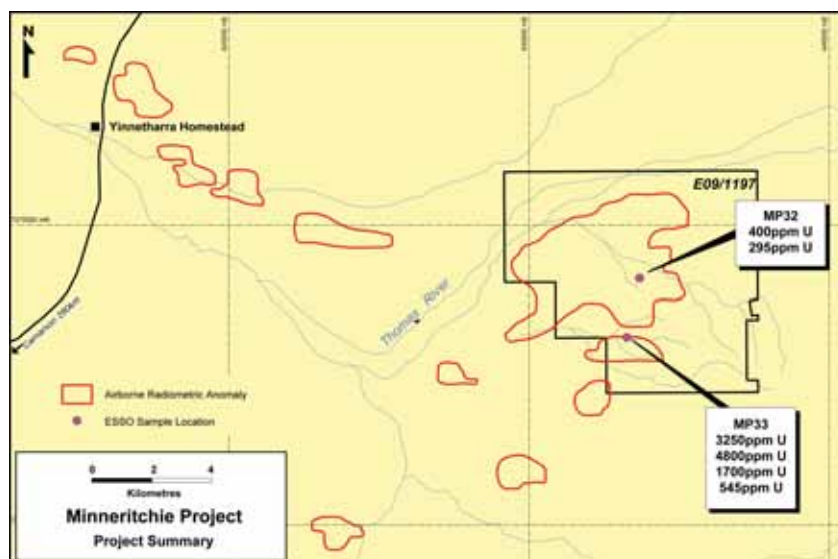 N
Yinnetharra Homestead
E09/1197
MP32
400ppm U
295ppm U
Thomas River
Airborne Radiometric Anomaly
ESSO Sample Location
MP33
3250ppm U
4800ppm U
1700ppm U
545ppm U
0 2 4
Kilometres
Minneritchie Project
Project Summary